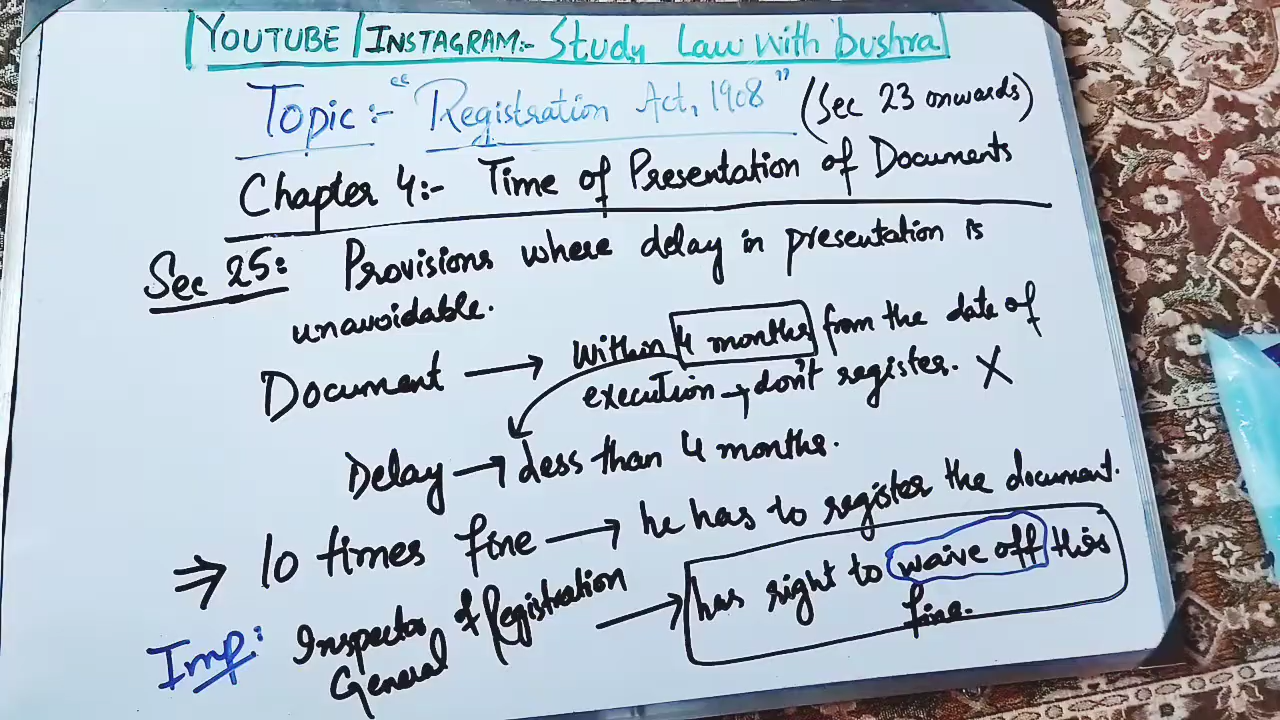 YOUTUBE | INSTAGRAM:- Study Law with bushra
Topic:- "Registration Act, 1908" (Sec 23 onwards)
Chapter 4:- Time of Presentation of Documents
Sec 25: Provisions where delay in presentation is
unavoidable.
Document → Within 4 months from the date of
execution → don't register. X
Delay → Less than 4 months.
⇒ 10 times fine → he has to register the document.
Imp: Inspector General of Registration → has right to waive off this
fine.